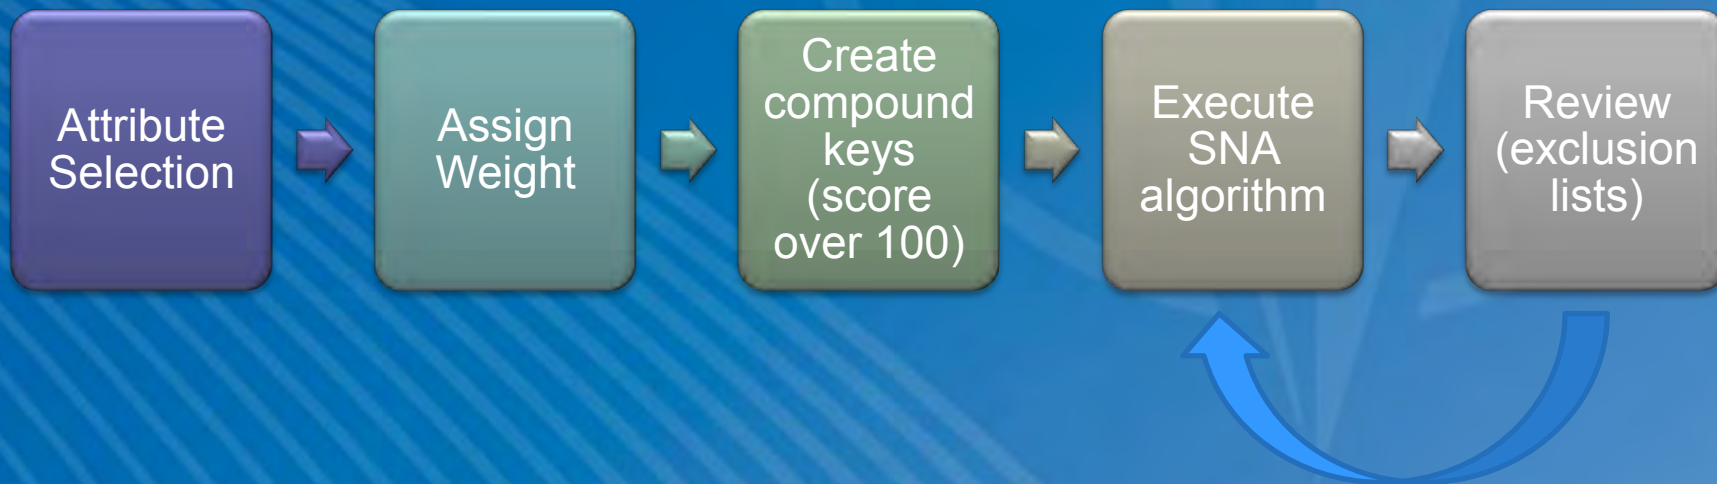 Attribute
Selection
Assign
Weight
Create
compound
keys
(score
over 100)
Execute
SNA
algorithm
Review
(exclusion
lists)